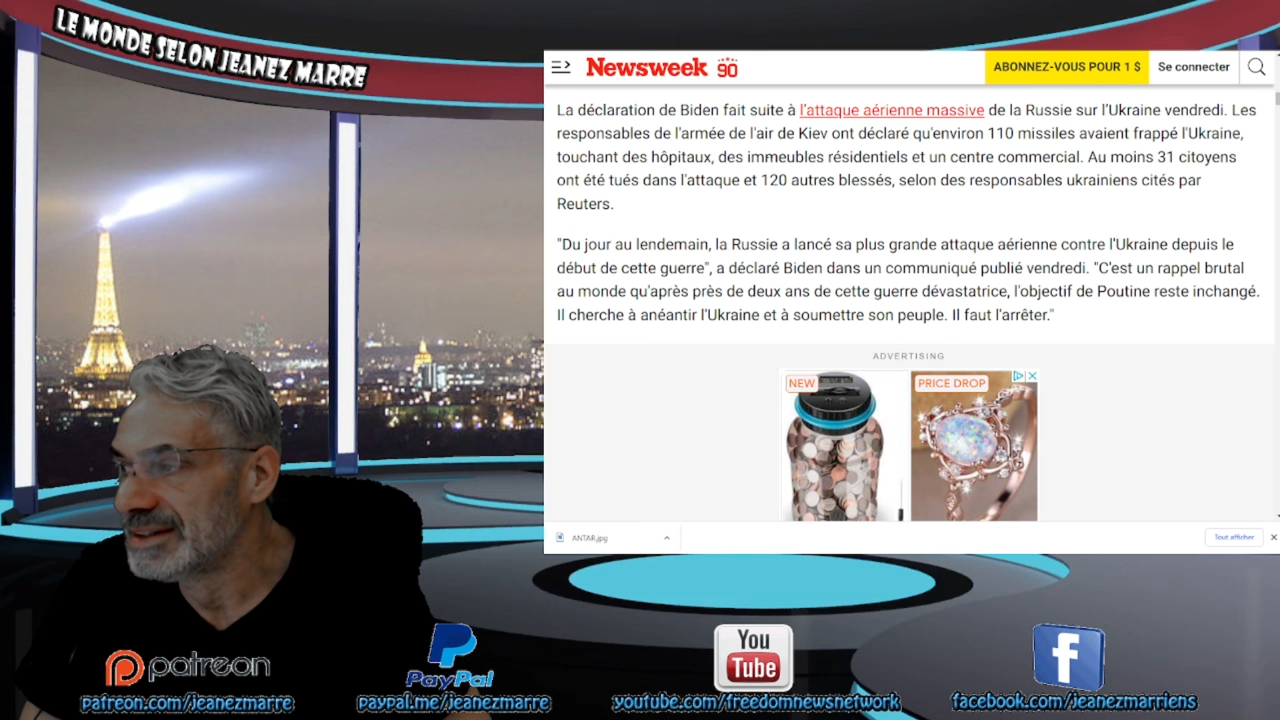 LE MONDE SELON JEANEZ MARRE
Newsweek 90
ABONNEZ-VOUS POUR 1 $
Se connecter
La déclaration de Biden fait suite à l'attaque aérienne massive de la Russie sur l'Ukraine vendredi. Les
responsables de l'armée de l'air de Kiev ont déclaré qu'environ 110 missiles avaient frappé l'Ukraine,
touchant des hôpitaux, des immeubles résidentiels et un centre commercial. Au moins 31 citoyens
ont été tués dans l'attaque et 120 autres blessés, selon des responsables ukrainiens cités par
Reuters.
"Du jour au lendemain, la Russie a lancé sa plus grande attaque aérienne contre l'Ukraine depuis le
début de cette guerre", a déclaré Biden dans un communiqué publié vendredi. "C'est un rappel brutal
au monde qu'après près de deux ans de cette guerre dévastatrice, l'objectif de Poutine reste inchangé.
Il cherche à anéantir l'Ukraine et à soumettre son peuple. Il faut l'arrêter."
ADVERTISING
NEW
PRICE DROP
ANTAR.jpg
Tout afficher
patreon
PayPal
You
Tube
f
patreon.com/jeanezmarre
paypal.me/jeanezmarre
youtube.com/freedomnewsnetwork
facebook.com/jeanezmarriens